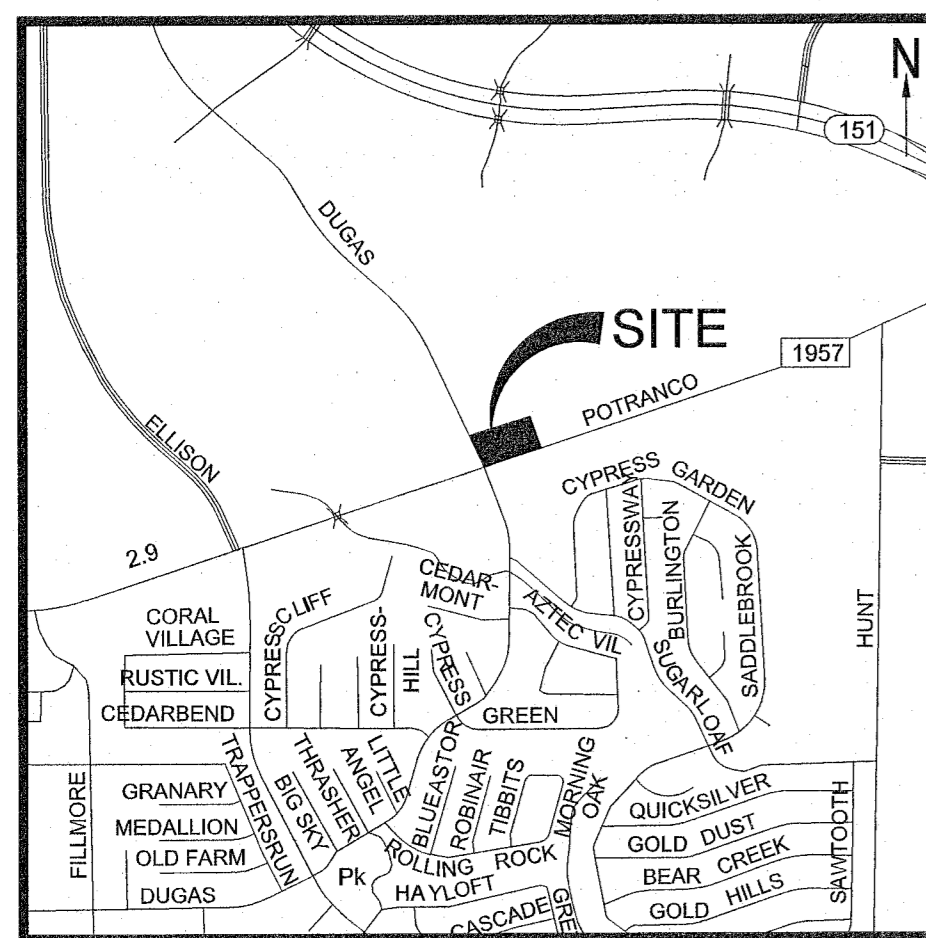 N
151
DUGAS
SITE
1957
POTRANCO
ELLISON
CYPRESS GARDEN
2.9
CYPRESSWAY
BURLINGTON
SADDLEBROOK
HUNT
CEDAR-
MONT
AZTEC VIL
CORAL
VILLAGE
CYPRESSCLIFF
CYPRESS-
HILL
CYPRESS
GREEN
SUGARLOAF
RUSTIC VIL.
CEDARBEND
FILLMORE
TRAPPERSRUN
BIG SKY
THRASHER
LITTLE
ANGEL
BLUEASTOR
ROBINAIR
TIBBITS
MORNING
OAK
QUICKSILVER
GOLD DUST
BEAR CREEK
GOLD HILLS
SAWTOOTH
GRANARY
MEDALLION
OLD FARM
DUGAS
Pk
ROLLING ROCK
HAYLOFT
CASCADE
GRE